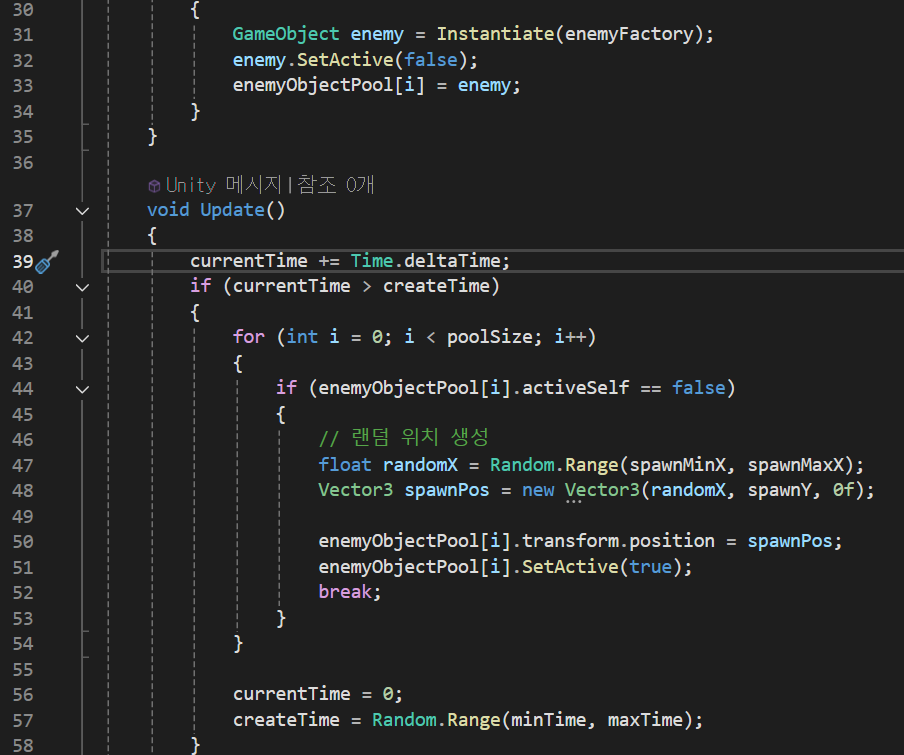 30 {
31 GameObject enemy = Instantiate(enemyFactory);
32 enemy.SetActive(false);
33 enemyObjectPool[i] = enemy;
34 }
35 }
36
Unity 메시지 | 참조 0개
37 void Update()
38 {
39 currentTime += Time.deltaTime;
40 if (currentTime > createTime)
41 {
42 for (int i = 0; i < poolSize; i++)
43 {
44 if (enemyObjectPool[i].activeSelf == false)
45 {
46 // 랜덤 위치 생성
47 float randomX = Random.Range(spawnMinX, spawnMaxX);
48 Vector3 spawnPos = new Vector3(randomX, spawnY, 0f);
49
50 enemyObjectPool[i].transform.position = spawnPos;
51 enemyObjectPool[i].SetActive(true);
52 break;
53 }
54 }
55
56 currentTime = 0;
57 createTime = Random.Range(minTime, maxTime);
58 }